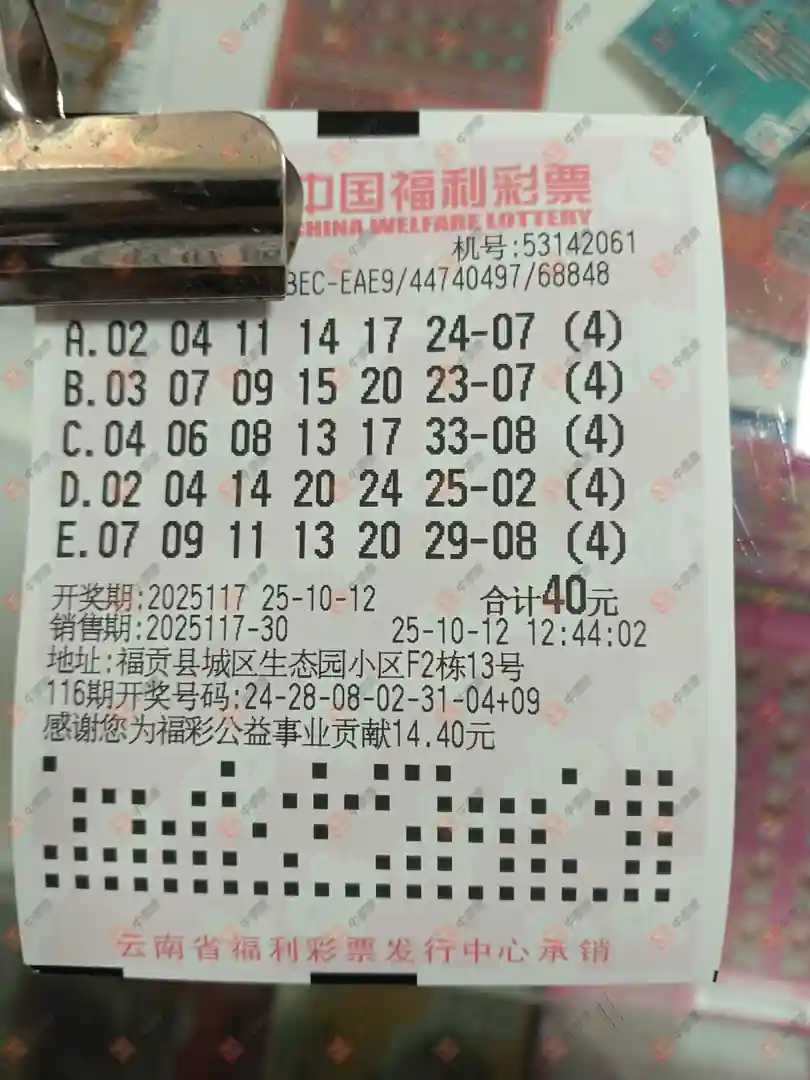 中国福利彩票
CHINA WELFARE LOTTERY
机号:53142061
BEC-EAE9/44740497/68848
A.02 04 11 14 17 24-07 (4)
B.03 07 09 15 20 23-07 (4)
C.04 06 08 13 17 33-08 (4)
D.02 04 14 20 24 25-02 (4)
E.07 09 11 13 20 29-08 (4)
开奖期:2025117 25-10-12 合计40元
销售期:2025117-30 25-10-12 12:44:02
地址:福贡县城区生态园小区F2栋13号
116期开奖号码:24-28-08-02-31-04+09
感谢您为福彩公益事业贡献14.40元
云南省福利彩票发行中心承销